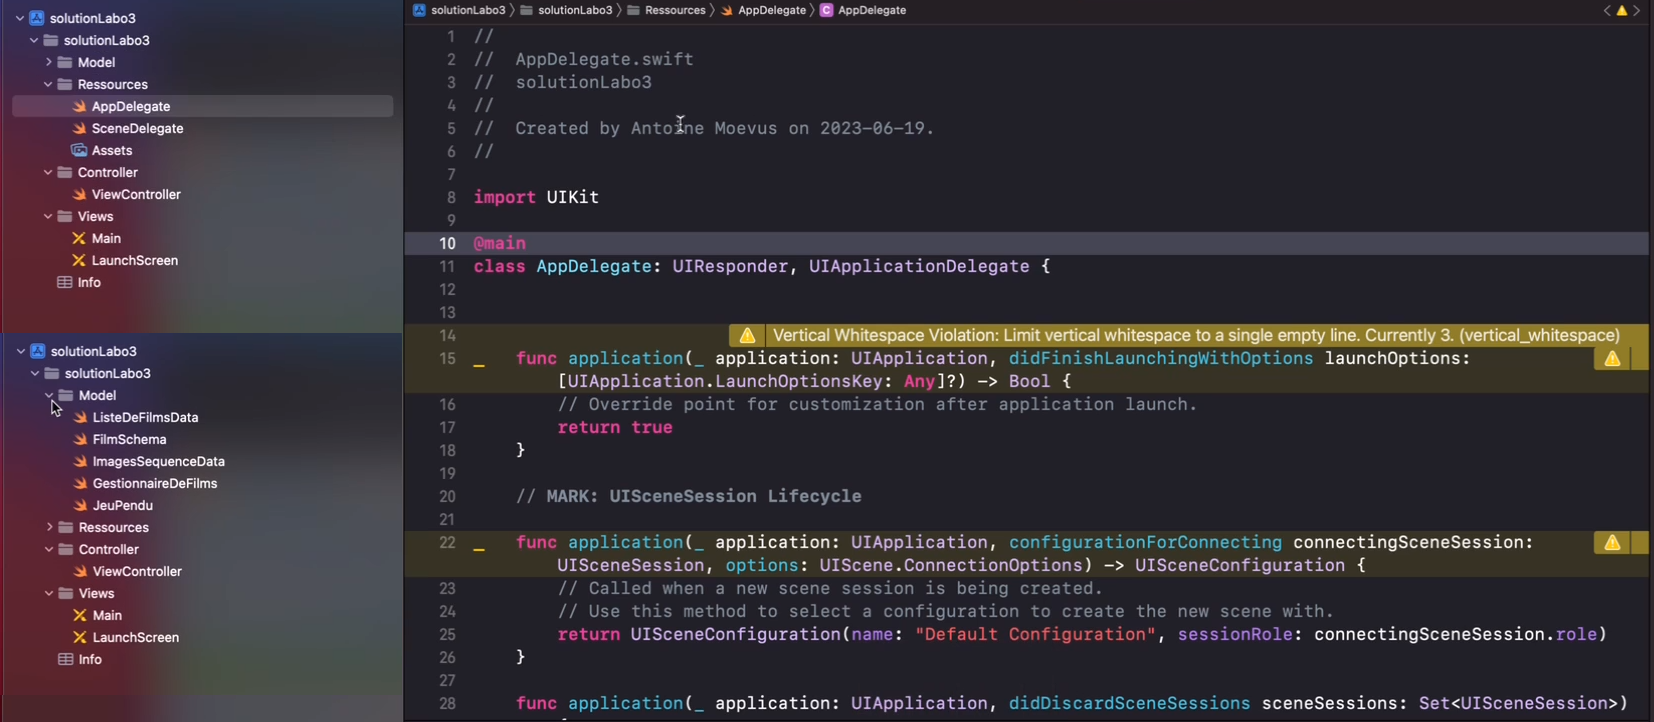 solutionLabo3
solutionLabo3
Model
Ressources
AppDelegate
SceneDelegate
Assets
Controller
ViewController
Views
Main
LaunchScreen
Info
solutionLabo3
solutionLabo3
Model
ListeDeFilmsData
FilmSchema
ImagesSequenceData
GestionnaireDeFilms
JeuPendu
Ressources
Controller
ViewController
Views
Main
LaunchScreen
Info
solutionLabo3 〉 solutionLabo3 〉 Ressources 〉 AppDelegate 〉 C AppDelegate
1 //
2 //  AppDelegate.swift
3 //  solutionLabo3
4 //
5 //  Created by Antoine Moevus on 2023-06-19.
6 //
7
8 import UIKit
9
10 @main
11 class AppDelegate: UIResponder, UIApplicationDelegate {
12
13
14 Vertical Whitespace Violation: Limit vertical whitespace to a single empty line. Currently 3. (vertical_whitespace)
15 _ func application(_ application: UIApplication, didFinishLaunchingWithOptions launchOptions:
[UIApplication.LaunchOptionsKey: Any]?) -> Bool {
16 // Override point for customization after application launch.
17 return true
18 }
19
20 // MARK: UISceneSession Lifecycle
21
22 _ func application(_ application: UIApplication, configurationForConnecting connectingSceneSession:
UISceneSession, options: UIScene.ConnectionOptions) -> UISceneConfiguration {
23 // Called when a new scene session is being created.
24 // Use this method to select a configuration to create the new scene with.
25 return UISceneConfiguration(name: "Default Configuration", sessionRole: connectingSceneSession.role)
26 }
27
28 func application(_ application: UIApplication, didDiscardSceneSessions sceneSessions: Set<UISceneSession>)